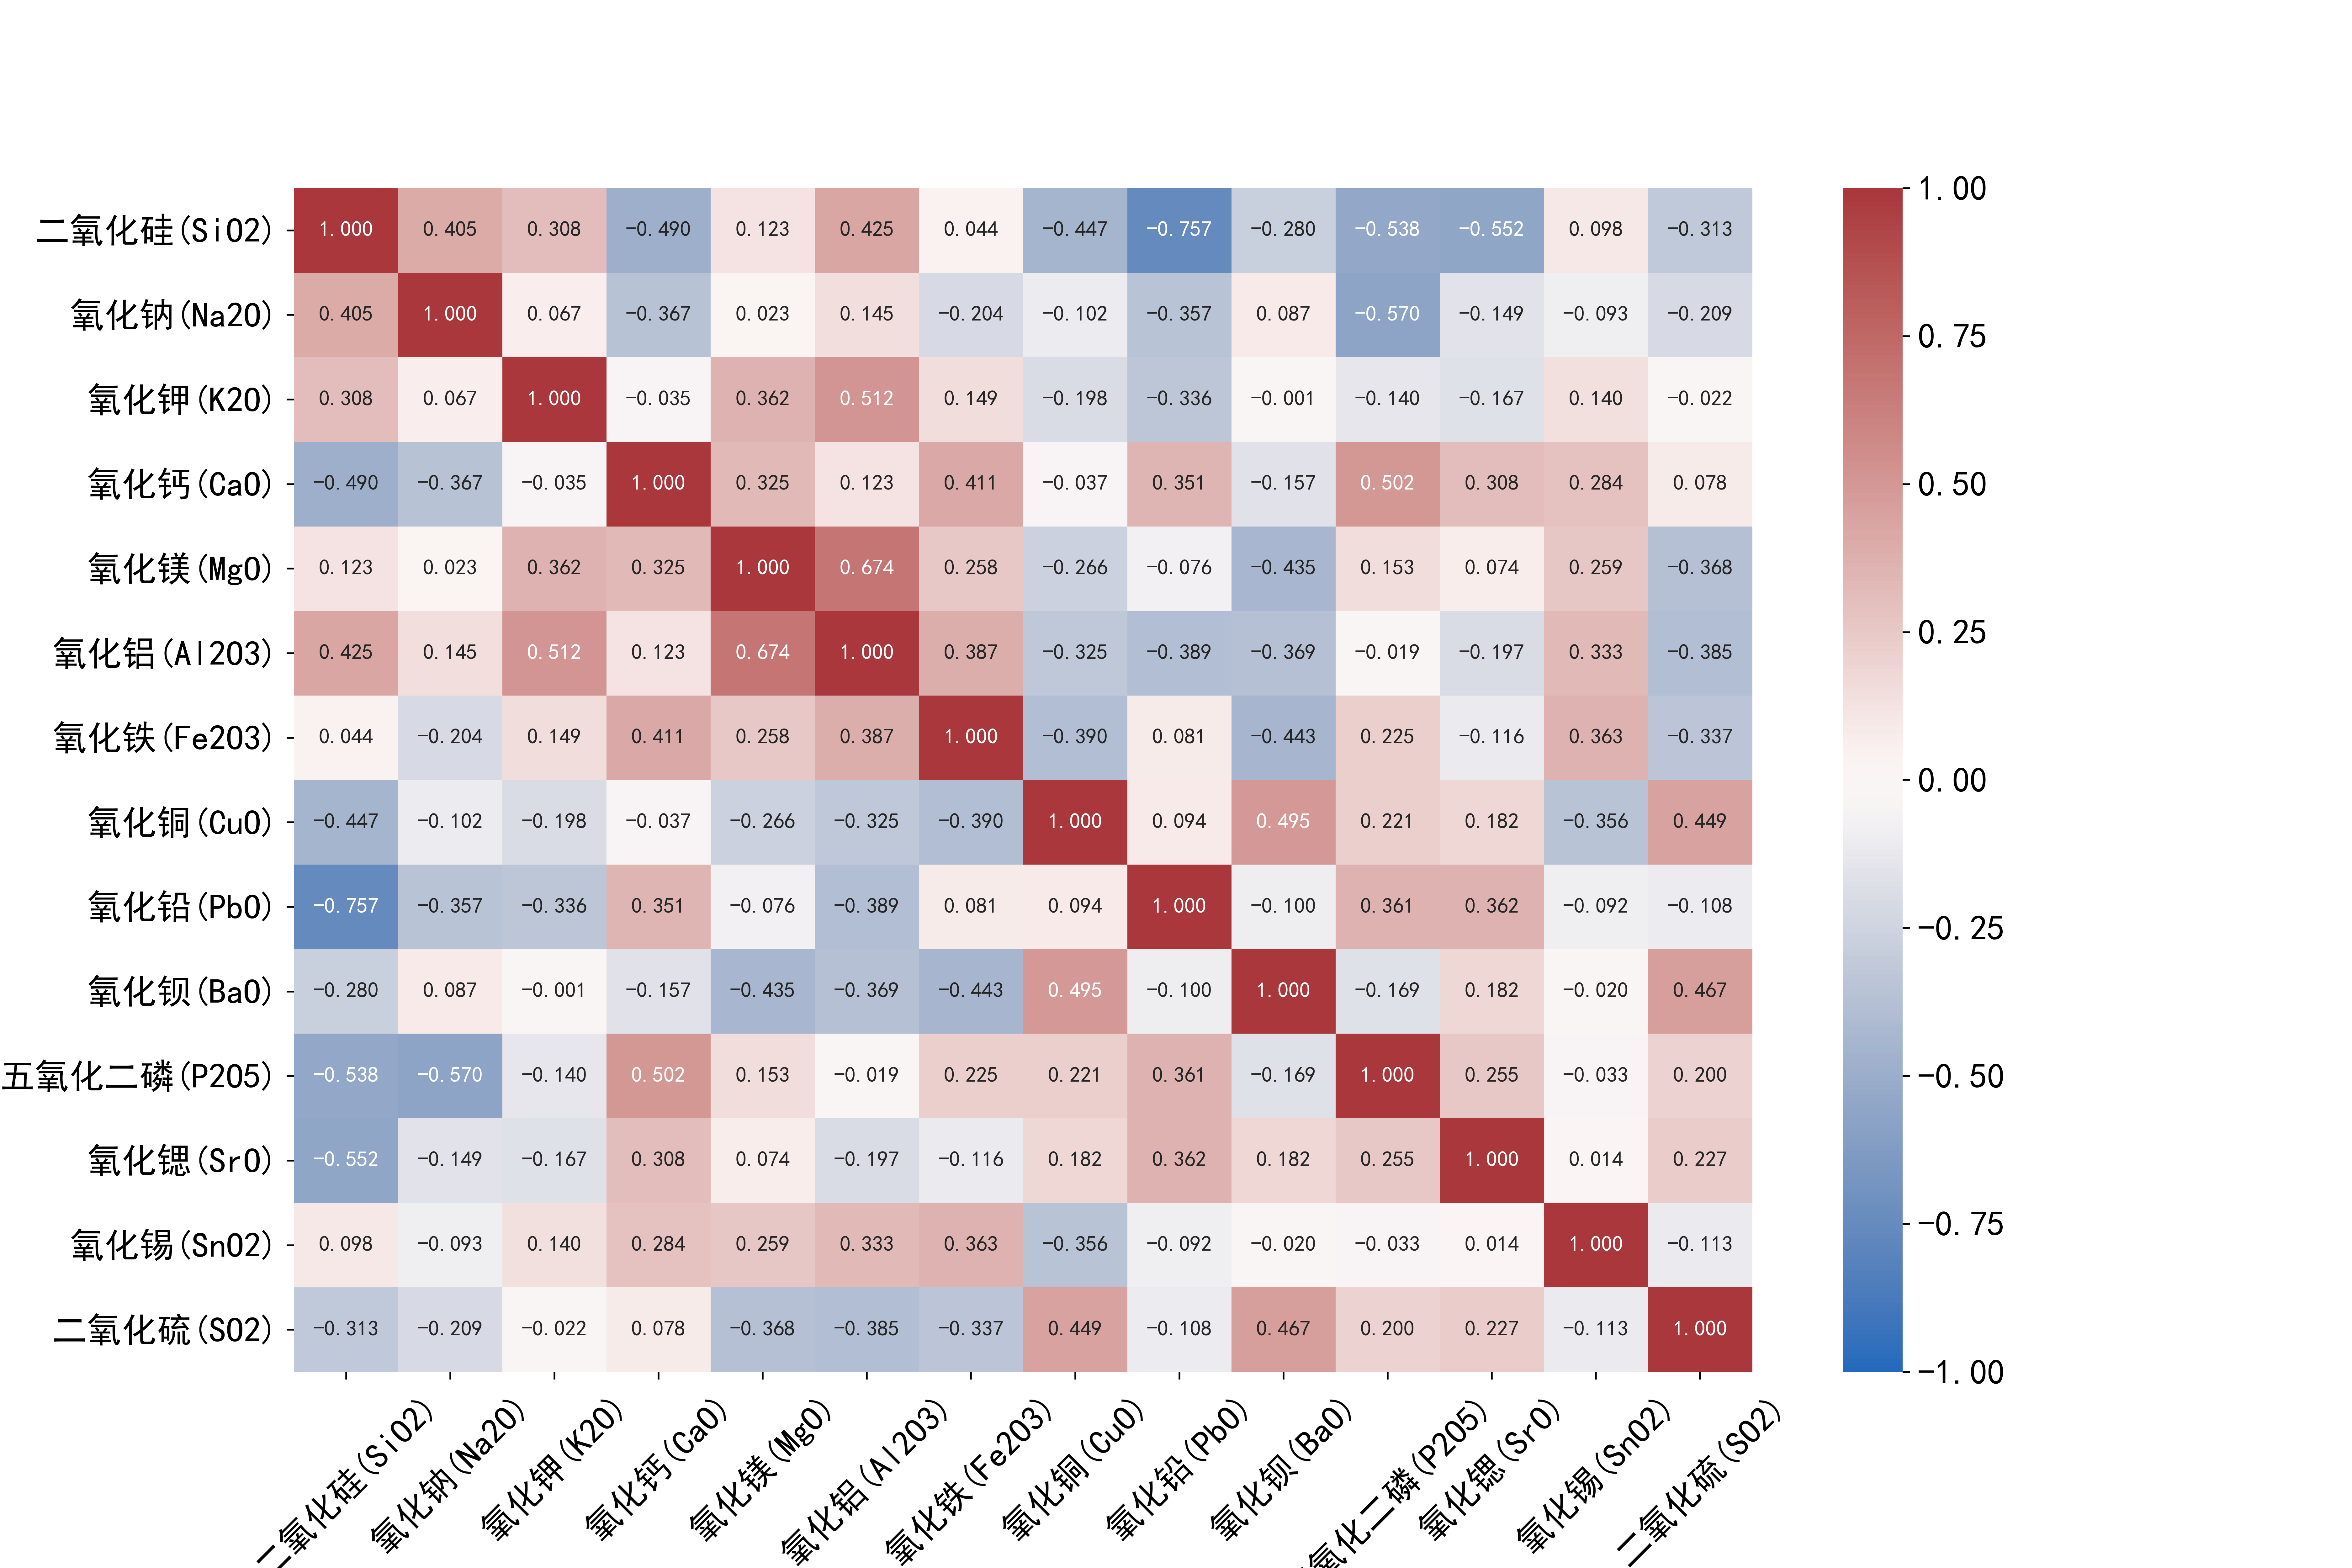 二氧化硅(SiO2) 1.000 0.405 0.308 −0.490 0.123 0.425 0.044 −0.447 −0.757 −0.280 −0.538 −0.552 0.098 −0.313
氧化钠(Na2O) 0.405 1.000 0.067 −0.367 0.023 0.145 −0.204 −0.102 −0.357 0.087 −0.570 −0.149 −0.093 −0.209
氧化钾(K2O) 0.308 0.067 1.000 −0.035 0.362 0.512 0.149 −0.198 −0.336 −0.001 −0.140 −0.167 0.140 −0.022
氧化钙(CaO) −0.490 −0.367 −0.035 1.000 0.325 0.123 0.411 −0.037 0.351 −0.157 0.502 0.308 0.284 0.078
氧化镁(MgO) 0.123 0.023 0.362 0.325 1.000 0.674 0.258 −0.266 −0.076 −0.435 0.153 0.074 0.259 −0.368
氧化铝(Al2O3) 0.425 0.145 0.512 0.123 0.674 1.000 0.387 −0.325 −0.389 −0.369 −0.019 −0.197 0.333 −0.385
氧化铁(Fe2O3) 0.044 −0.204 0.149 0.411 0.258 0.387 1.000 −0.390 0.081 −0.443 0.225 −0.116 0.363 −0.337
氧化铜(CuO) −0.447 −0.102 −0.198 −0.037 −0.266 −0.325 −0.390 1.000 0.094 0.495 0.221 0.182 −0.356 0.449
氧化铅(PbO) −0.757 −0.357 −0.336 0.351 −0.076 −0.389 0.081 0.094 1.000 −0.100 0.361 0.362 −0.092 −0.108
氧化钡(BaO) −0.280 0.087 −0.001 −0.157 −0.435 −0.369 −0.443 0.495 −0.100 1.000 −0.169 0.182 −0.020 0.467
五氧化二磷(P2O5) −0.538 −0.570 −0.140 0.502 0.153 −0.019 0.225 0.221 0.361 −0.169 1.000 0.255 −0.033 0.200
氧化锶(SrO) −0.552 −0.149 −0.167 0.308 0.074 −0.197 −0.116 0.182 0.362 0.182 0.255 1.000 0.014 0.227
氧化锡(SnO2) 0.098 −0.093 0.140 0.284 0.259 0.333 0.363 −0.356 −0.092 −0.020 −0.033 0.014 1.000 −0.113
二氧化硫(SO2) −0.313 −0.209 −0.022 0.078 −0.368 −0.385 −0.337 0.449 −0.108 0.467 0.200 0.227 −0.113 1.000
二氧化硅(SiO2)
氧化钠(Na2O)
氧化钾(K2O)
氧化钙(CaO)
氧化镁(MgO)
氧化铝(Al2O3)
氧化铁(Fe2O3)
氧化铜(CuO)
氧化铅(PbO)
氧化钡(BaO)
氧化二磷(P2O5)
氧化锶(SrO)
氧化锡(SnO2)
二氧化硫(SO2)
1.00
0.75
0.50
0.25
0.00
−0.25
−0.50
−0.75
−1.00